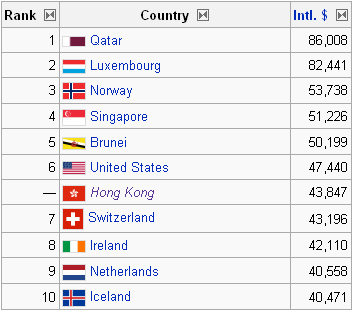 Rank Country Intl. $
1 Qatar 86,008
2 Luxembourg 82,441
3 Norway 53,738
4 Singapore 51,226
5 Brunei 50,199
6 United States 47,440
— Hong Kong 43,847
7 Switzerland 43,196
8 Ireland 42,110
9 Netherlands 40,558
10 Iceland 40,471